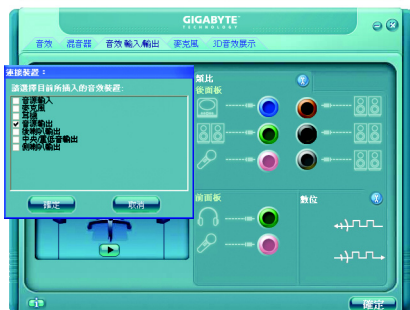 GIGABYTE
TECHNOLOGY
音效 混音器 音效輸入/輸出 麥克風 3D音效展示
連接裝置：
請選擇目前所插入的音效裝置：
音源輸入
麥克風
耳機
音源輸出
後喇叭輸出
中央/重低音輸出
側喇叭輸出
確定 取消
類比
後面板
前面板
數位
確定